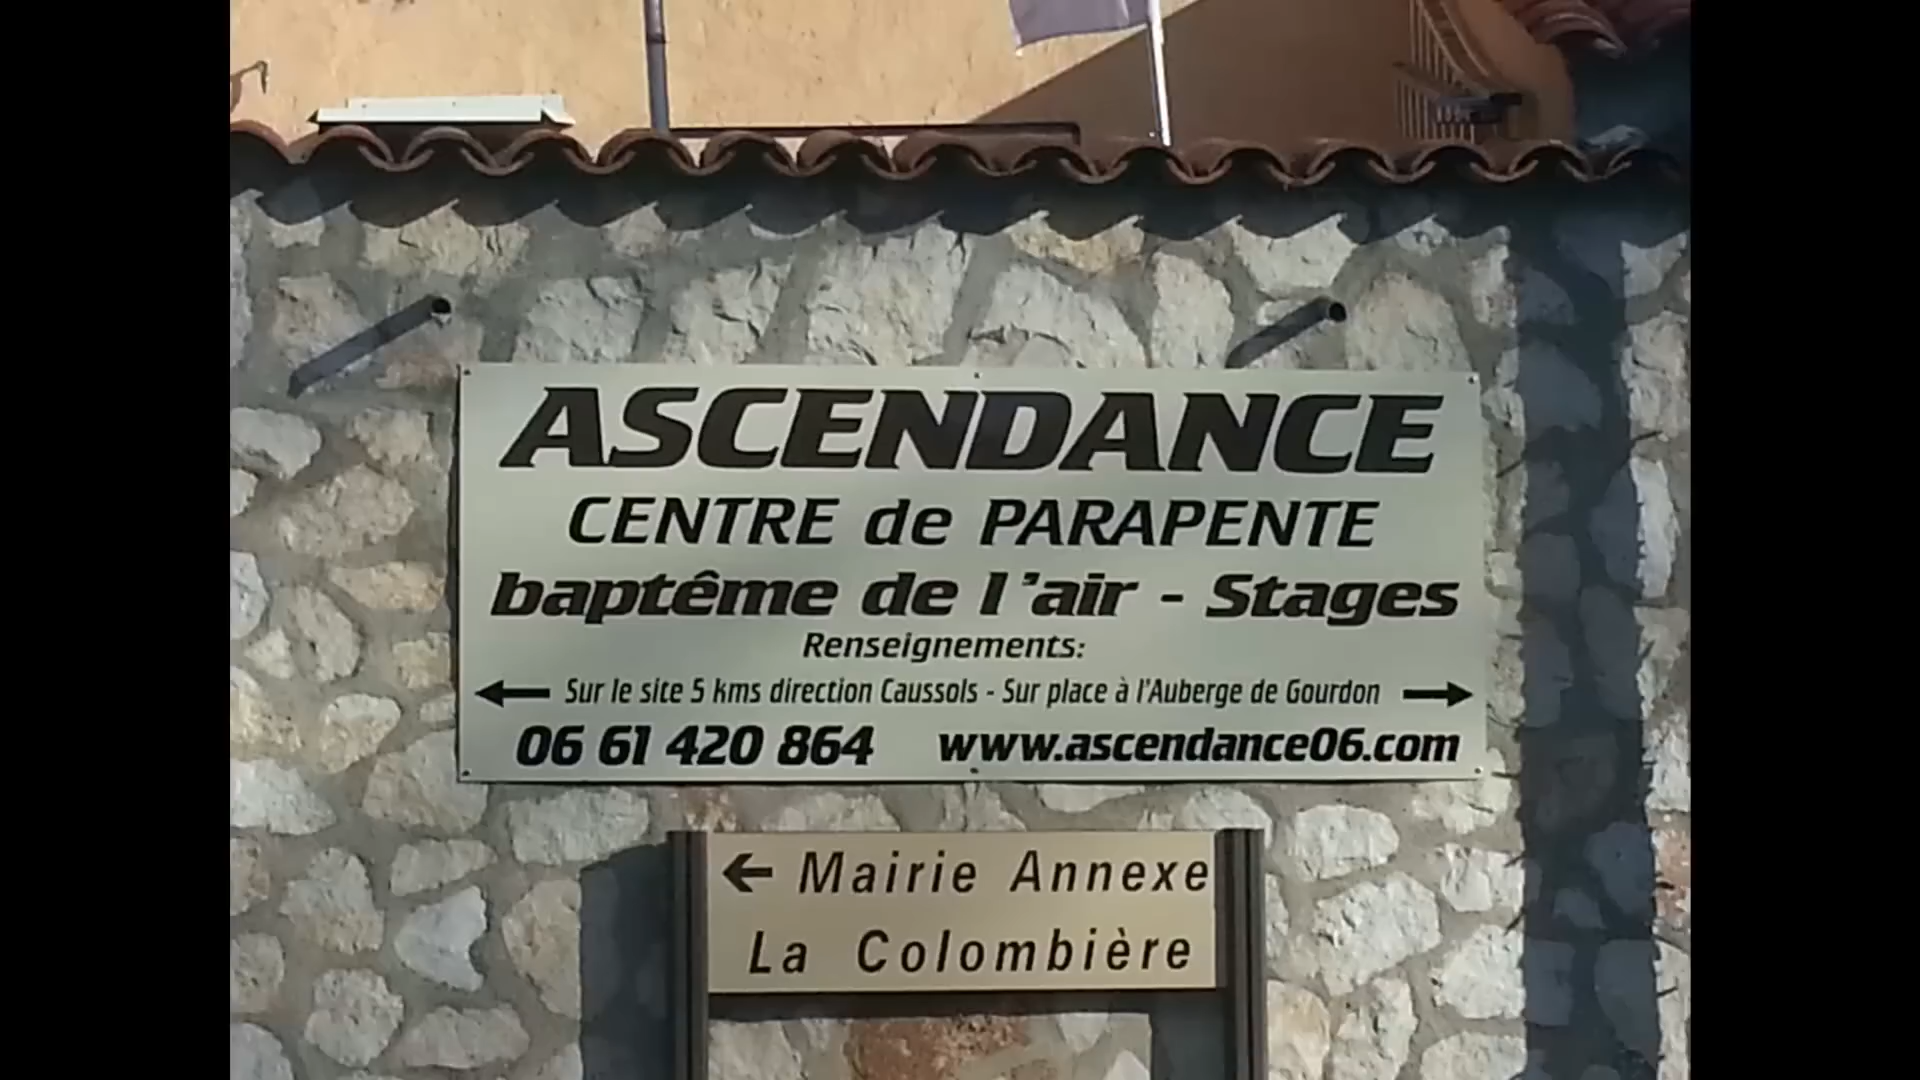 ASCENDANCE
CENTRE de PARAPENTE
baptême de l'air - Stages
Renseignements:
← Sur le site 5 kms direction Caussols - Sur place à l'Auberge de Gourdon →
06 61 420 864 www.ascendance06.com
← Mairie Annexe
La Colombière